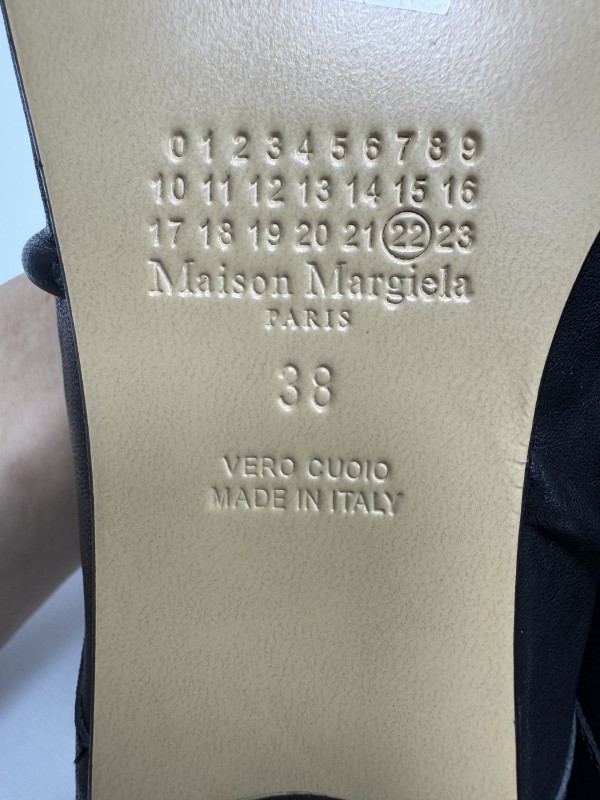 0 1 2 3 4 5 6 7 8 9
10 11 12 13 14 15 16
17 18 19 20 21 22 23
Maison Margiela
PARIS
38
VERO CUOIO
MADE IN ITALY